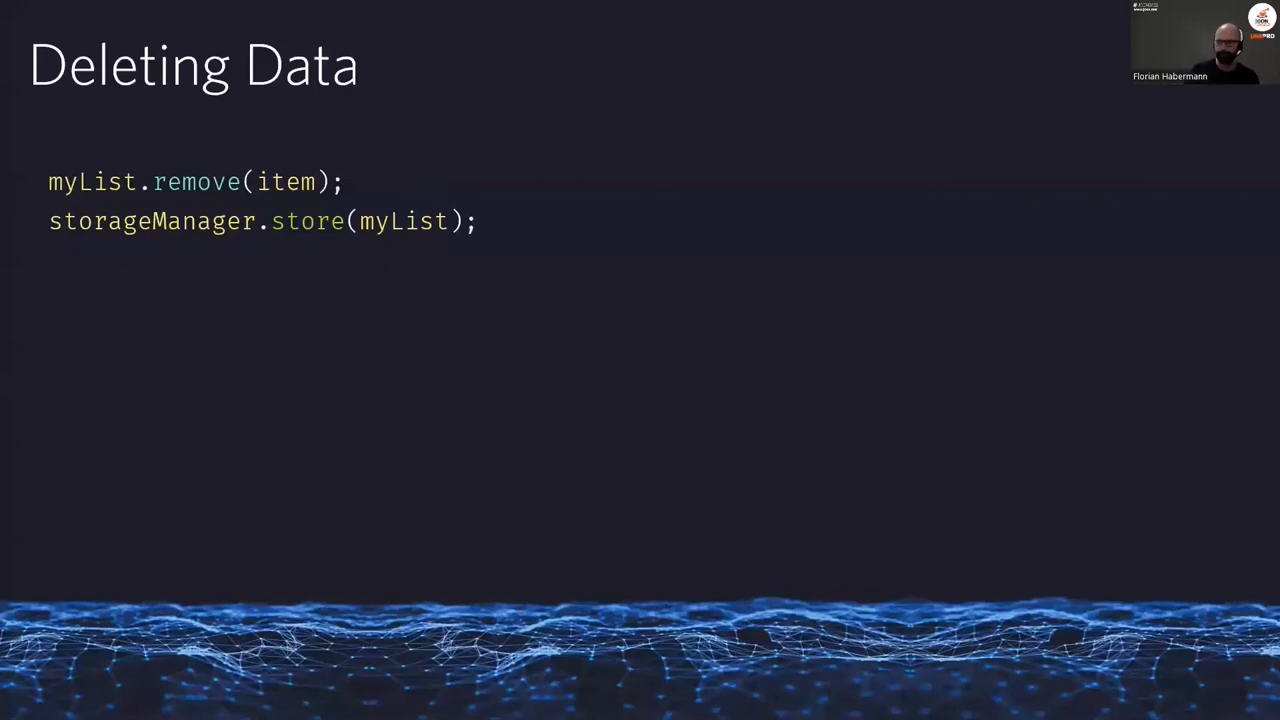 Deleting Data
Florian Habermann
myList.remove(item);
storageManager.store(myList);